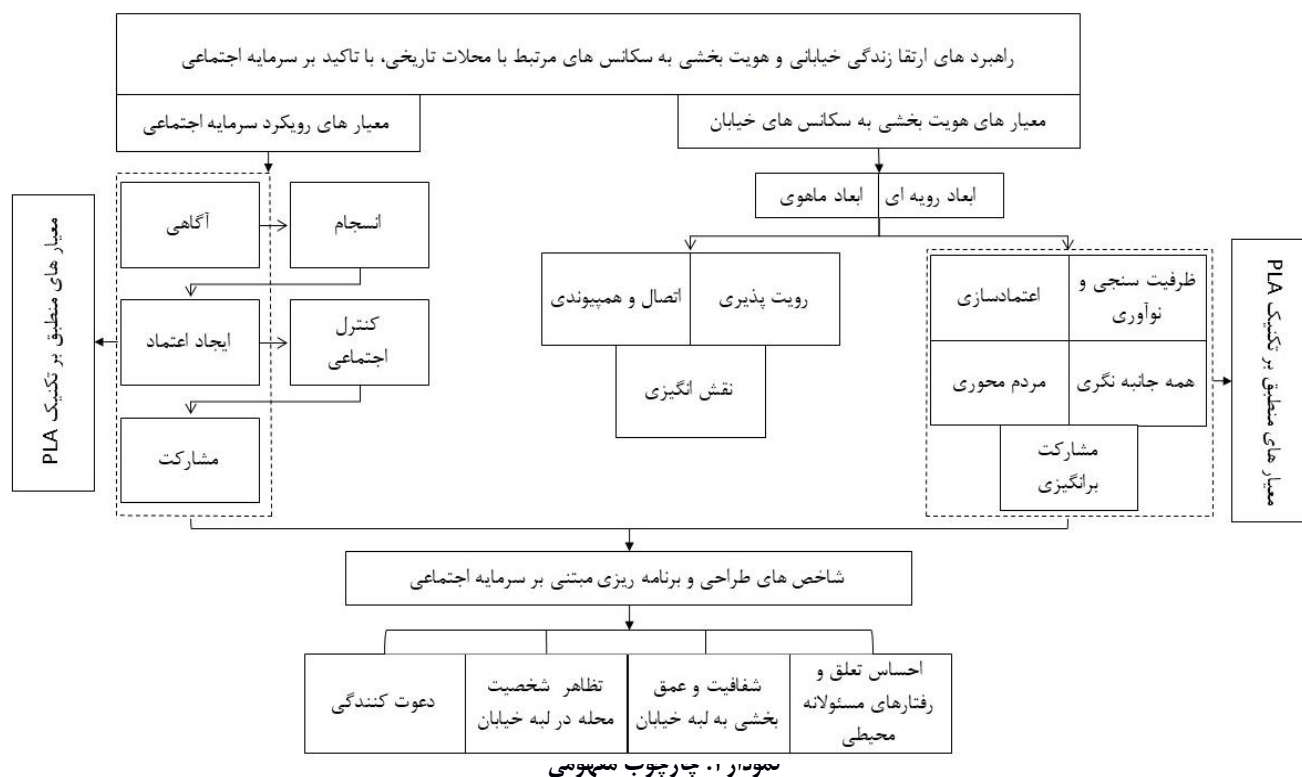 راهبرد های ارتقا زندگی خیابانی و هویت بخشی به سکانس های مرتبط با محلات تاریخی، با تاکید بر سرمایه اجتماعی
معیار های هویت بخشی به سکانس های خیابان
معیار های رویکرد سرمایه اجتماعی
ابعاد رویه ای
ابعاد ماهوی
ظرفیت سنجی و
نوآوری
اعتمادسازی
همه جانبه نگری
مردم محوری
مشارکت
برانگیزی
معیار های منطبق بر تکنیک PLA
رویت پذیری
اتصال و همپیوندی
نقش انگیزی
آگاهی
انسجام
ایجاد اعتماد
کنترل
اجتماعی
مشارکت
معیار های منطبق بر تکنیک PLA
شاخص های طراحی و برنامه ریزی مبتنی بر سرمایه اجتماعی
احساس تعلق و
رفتارهای مسئولانه
محیطی
شفافیت و عمق
بخشی به لبه خیابان
تظاهر شخصیت
محله در لبه خیابان
دعوت کنندگی
نمودار ۱. چارچوب مفهومی